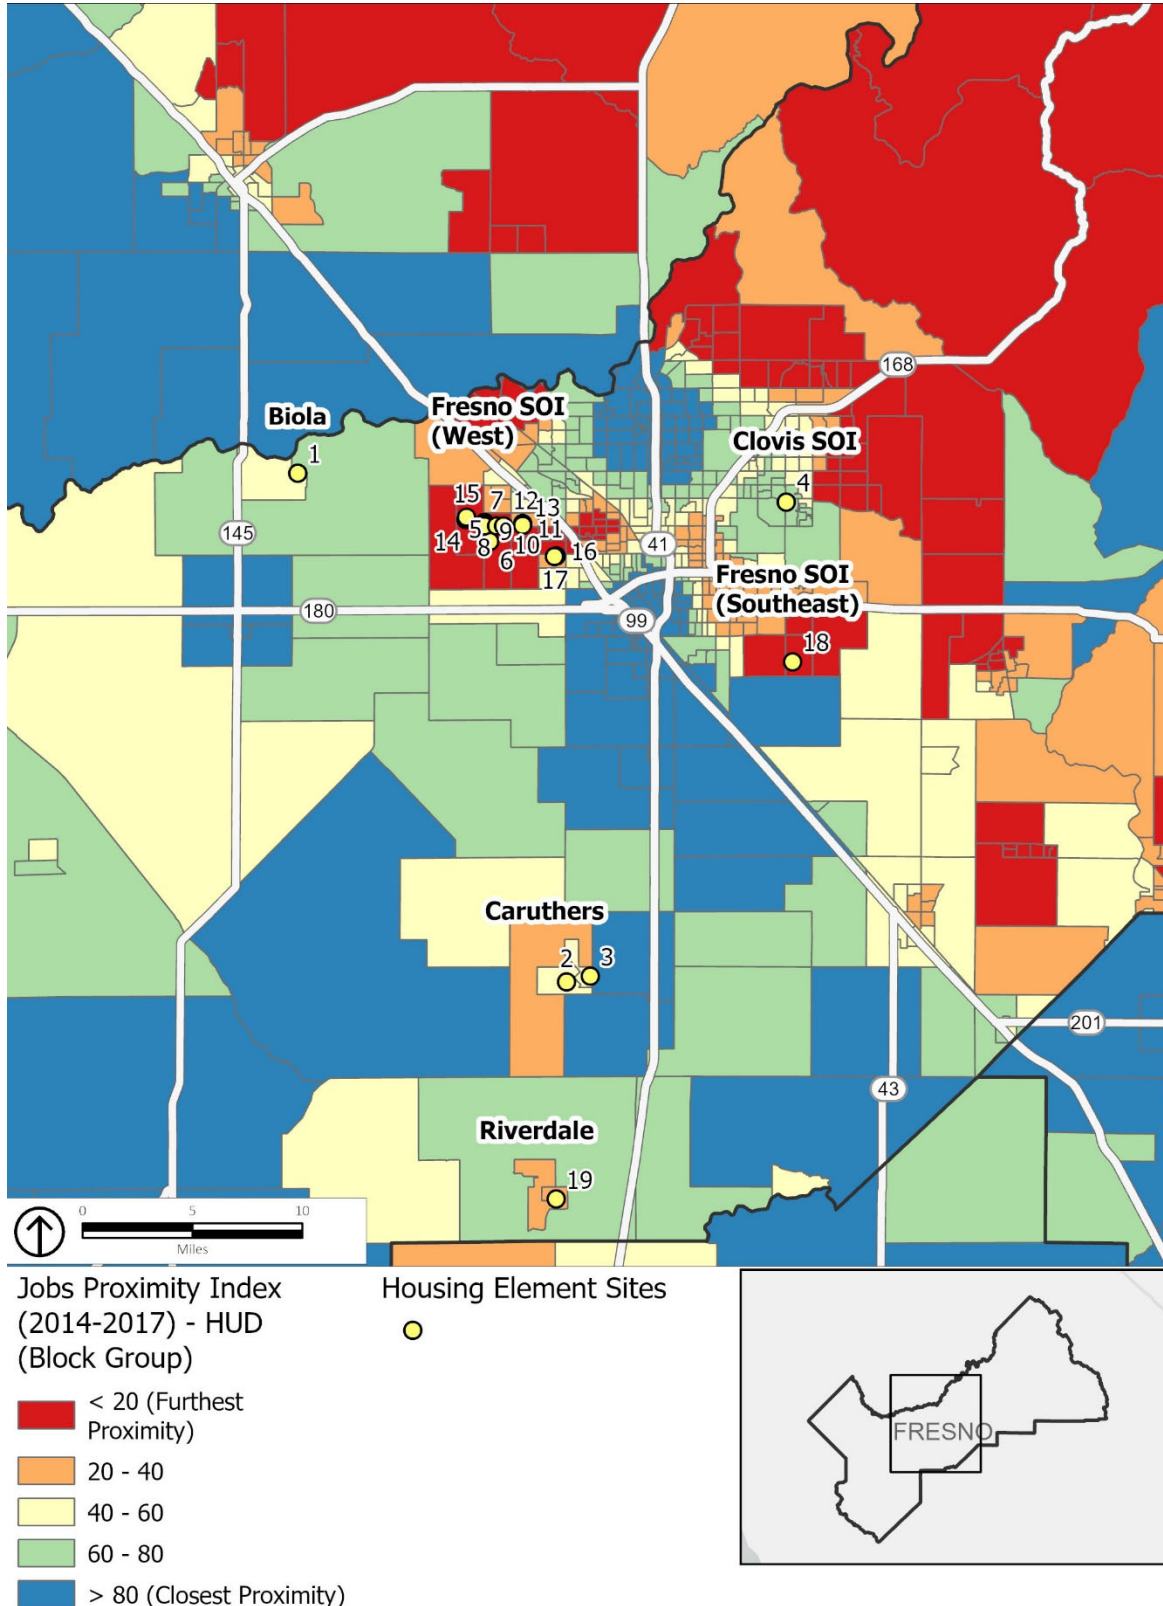 168
Fresno SOI
(West)
Biola
Clovis SOI
1
4
15
7
12
13
145
14
5
9
11
41
8
10
16
6
17
Fresno SOI
(Southeast)
180
99
18
Caruthers
2
3
201
43
Riverdale
19
0 5 10
Miles
Jobs Proximity Index
(2014-2017) - HUD
(Block Group)
< 20 (Furthest
Proximity)
20 - 40
40 - 60
60 - 80
> 80 (Closest Proximity)
Housing Element Sites
FRESNO